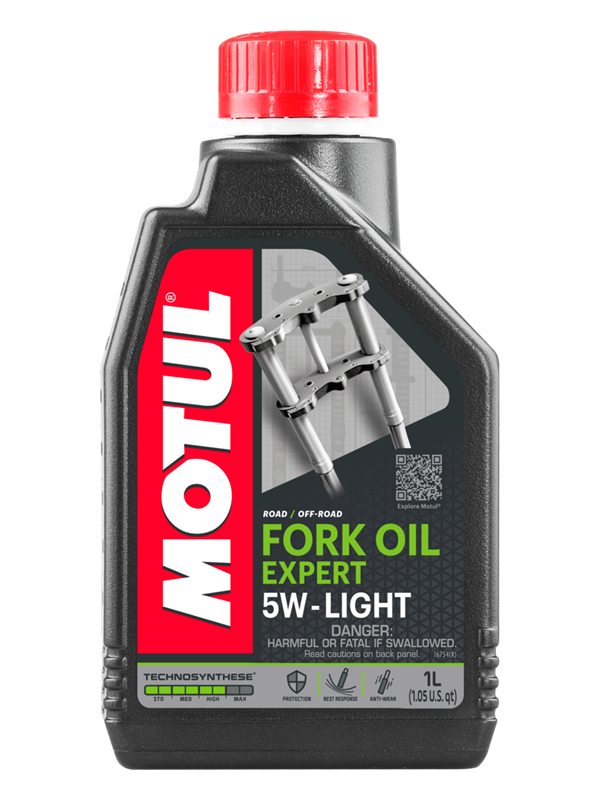 MOTUL®
Explore Motul®
ROAD / OFF-ROAD
FORK OIL
EXPERT
5W-LIGHT
DANGER:
HARMFUL OR FATAL IF SWALLOWED.
Read cautions on back panel. 16754(R)
TECHNOSYNTHESE®
STD MED HIGH MAX
PROTECTION BEST RESPONSE ANTI-WEAR
1L
(1.05 U.S. qt)